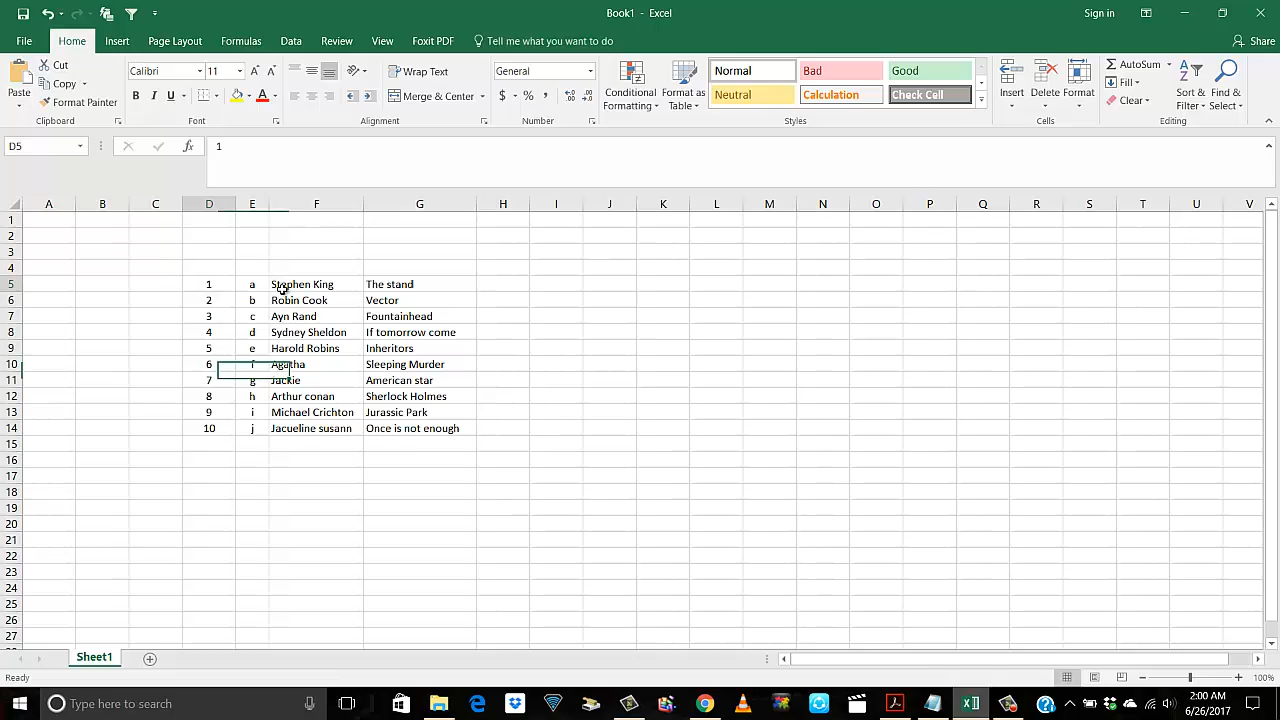 Book1 - Excel
Sign in
File Home Insert Page Layout Formulas Data Review View Foxit PDF Tell me what you want to do Share
Paste
Cut
Copy
Format Painter
Clipboard
Calibri 11
B I U
Font
Wrap Text
Merge & Center
Alignment
General
$ % ,
Number
Conditional Formatting
Format as Table
Normal Bad Good
Neutral Calculation Check Cell
Styles
Insert Delete Format
Cells
AutoSum
Fill
Clear
Sort & Filter
Find & Select
Editing
D5 fx 1
A B C D E F G H I J K L M N O P Q R S T U V
1
2
3
4
5 1 a Stephen King The stand
6 2 b Robin Cook Vector
7 3 c Ayn Rand Fountainhead
8 4 d Sydney Sheldon If tomorrow come
9 5 e Harold Robins Inheritors
10 6 f Agatha Sleeping Murder
11 7 g Jackie American star
12 8 h Arthur conan Sherlock Holmes
13 9 i Michael Crichton Jurassic Park
14 10 j Jacueline susann Once is not enough
15
16
17
18
19
20
21
22
23
24
25
26
27
Sheet1
Ready
100%
Type here to search
2:00 AM
6/26/2017